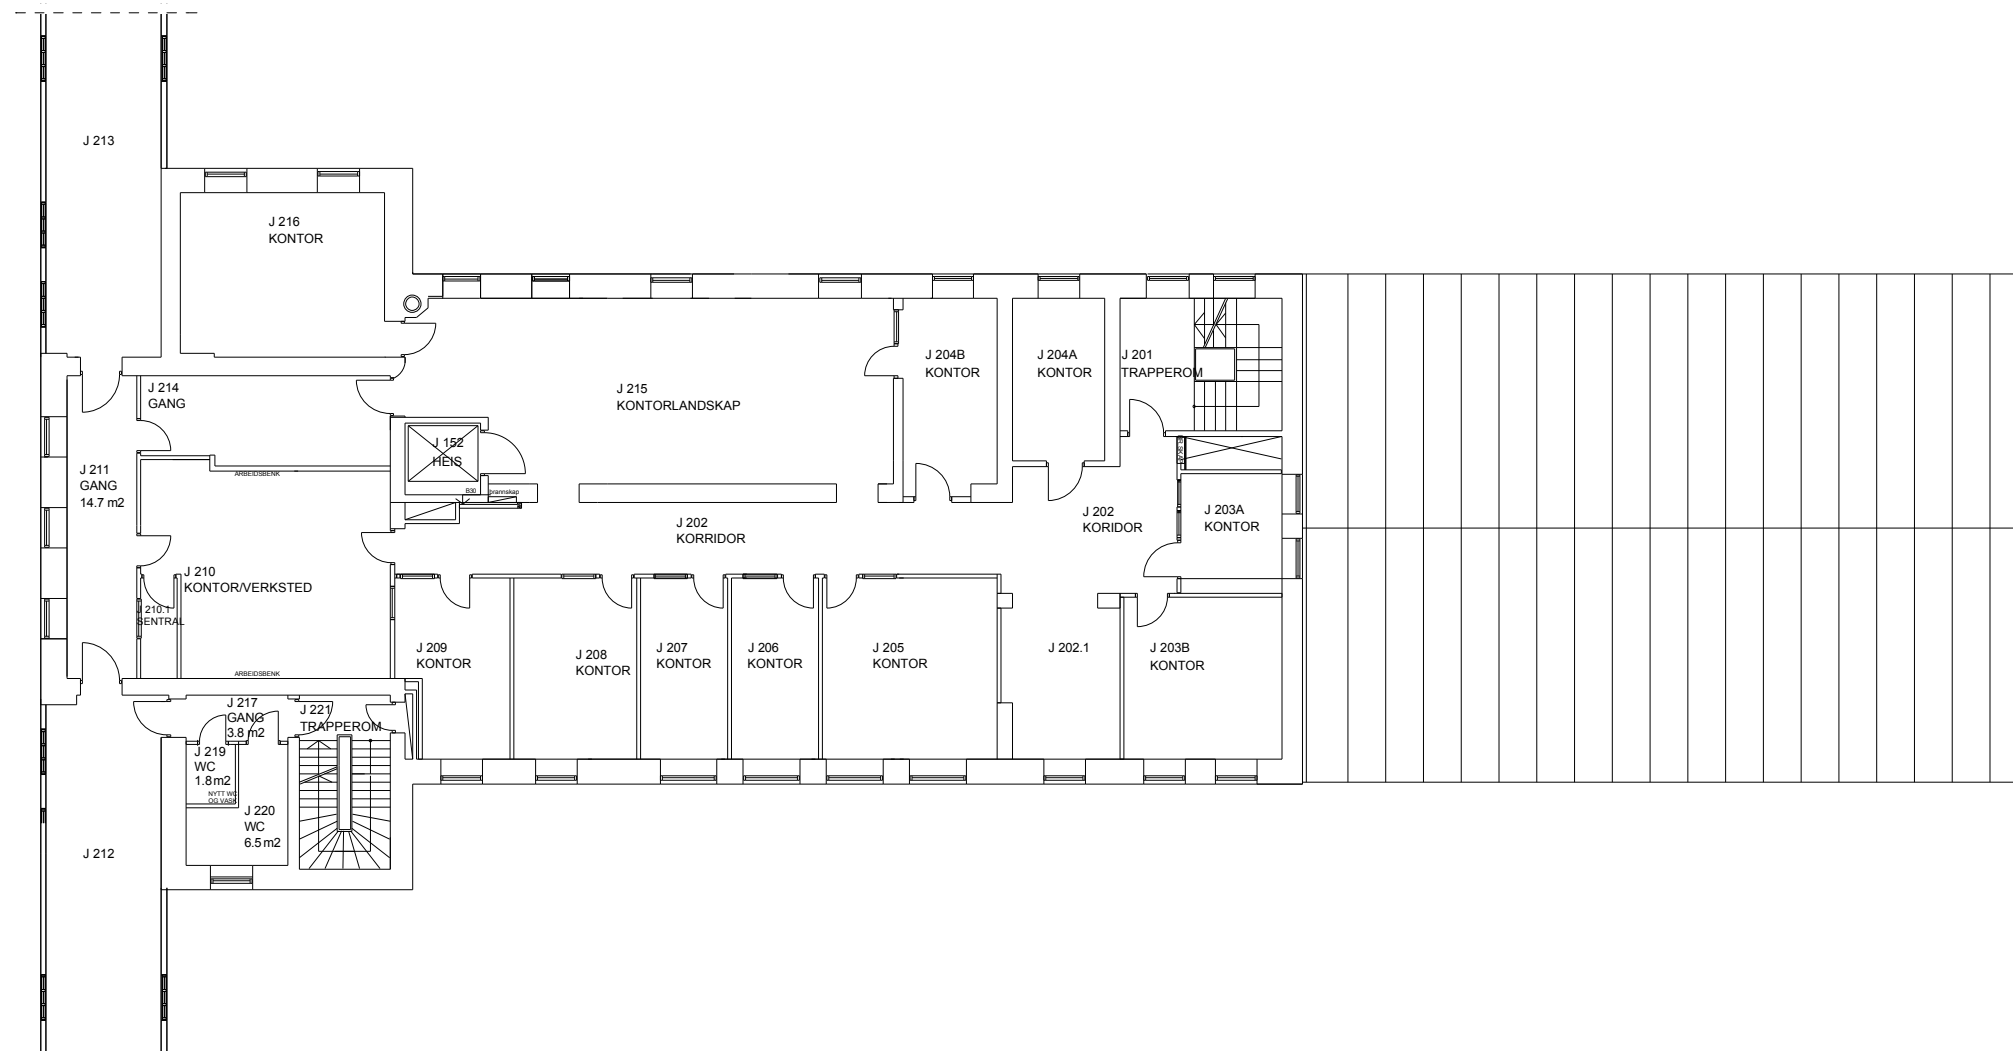 J 213
J 216
KONTOR
J 214
GANG
J 215
KONTORLANDSKAP
J 204B
KONTOR
J 204A
KONTOR
J 201
TRAPPEROM
J 152
HEIS
J 211
GANG
14.7 m2
ARBEIDSBENK
B30
brannskap
J 202
KORRIDOR
J 202
KORIDOR
J 203A
KONTOR
J 210
KONTOR/VERKSTED
J 210.1
SENTRAL
ARBEIDSBENK
J 209
KONTOR
J 208
KONTOR
J 207
KONTOR
J 206
KONTOR
J 205
KONTOR
J 202.1
J 203B
KONTOR
J 217
GANG
3.8 m2
J 221
TRAPPEROM
J 219
WC
1.8 m2
NYTT WC
OG VASK
J 220
WC
6.5 m2
J 212